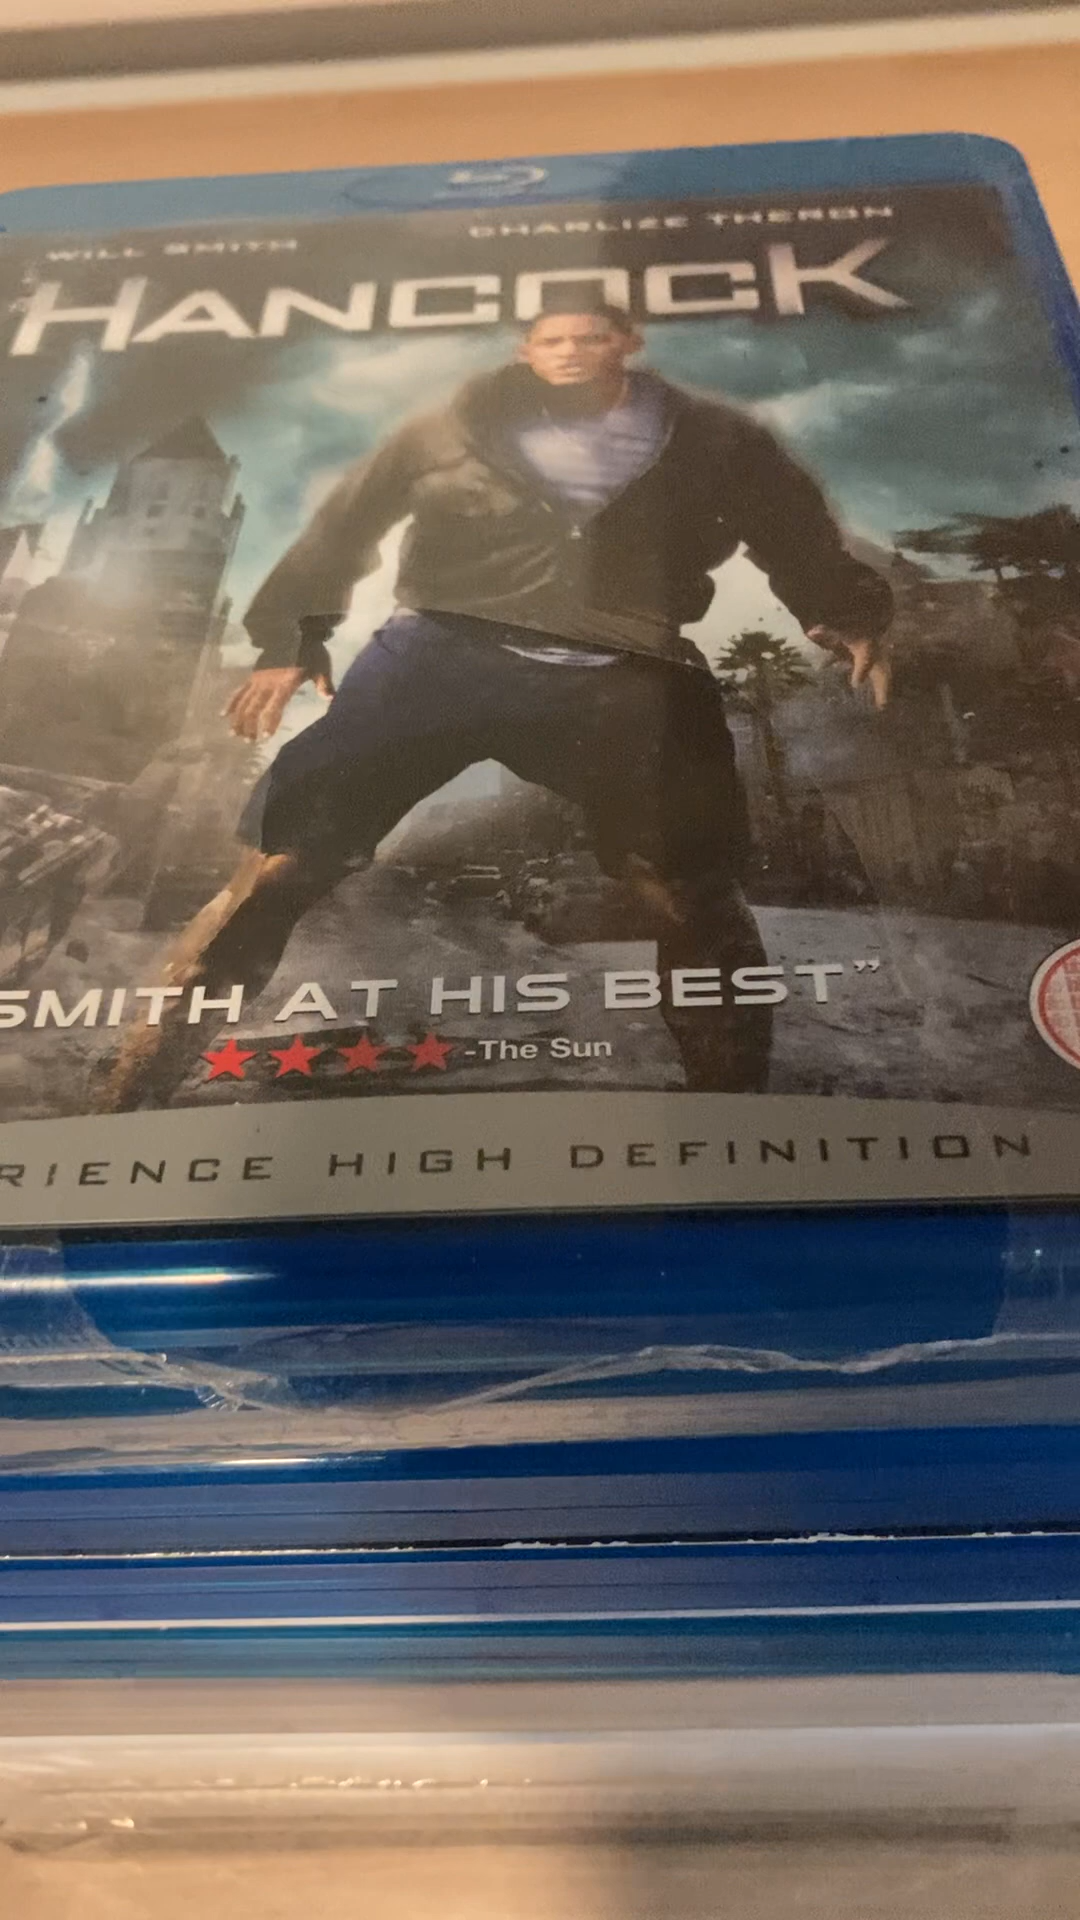 WILL SMITH CHARLIZE THERON
HANCOCK
SMITH AT HIS BEST”
-The Sun
RIENCE HIGH DEFINITION